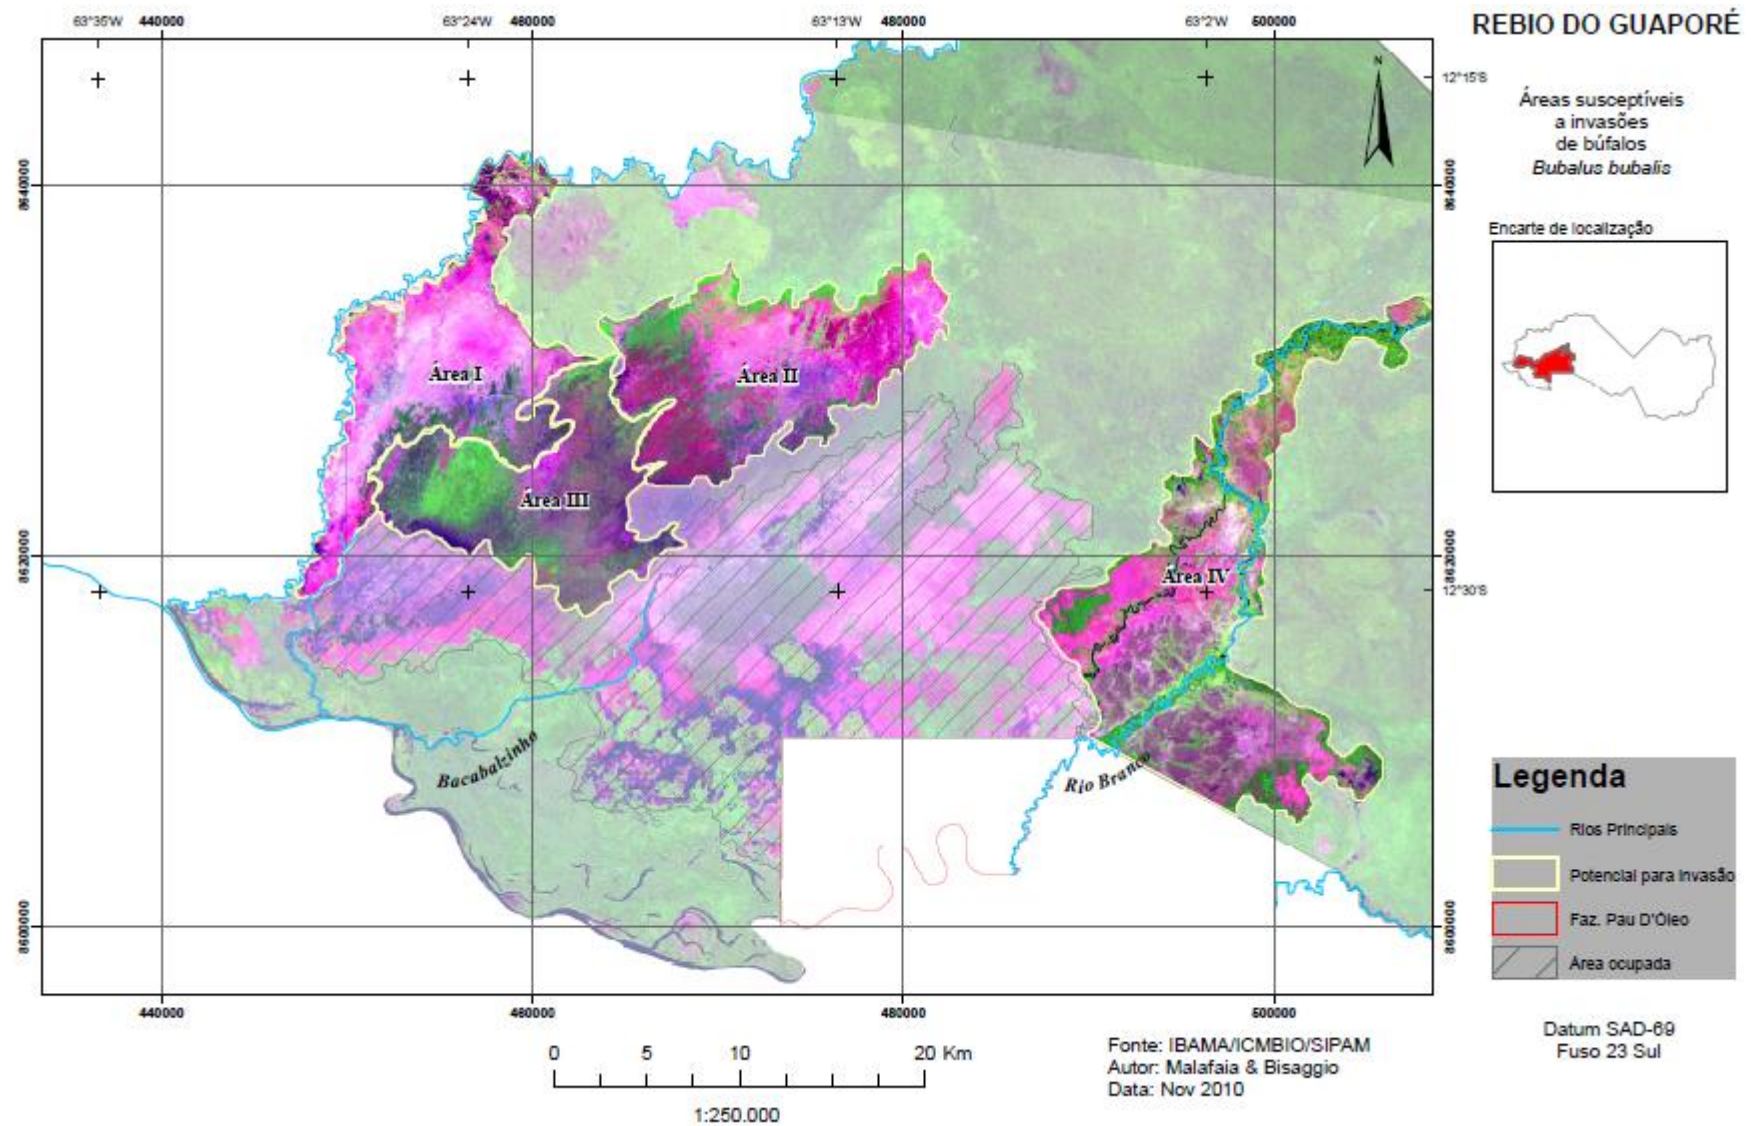 63°35'W 440000 63°24'W 460000 63°13'W 480000 63°2'W 500000
REBIO DO GUAPORÉ
12°15'S
Áreas susceptíveis
a invasões
de búfalos
Bubalus bubalis
N
8640000 8640000
Encarte de localização
Área I
Área II
Área III
8620000 8620000
Área IV
12°30'S
Bacabalzinho
Rio Branco
Legenda
Rios Principais
Potencial para Invasão
Faz. Pau D'Óleo
Área ocupada
8600000 8600000
440000 460000 480000 500000
0 5 10 20 Km
1:250.000
Fonte: IBAMA/ICMBIO/SIPAM
Autor: Malafaia & Bisaggio
Data: Nov 2010
Datum SAD-69
Fuso 23 Sul